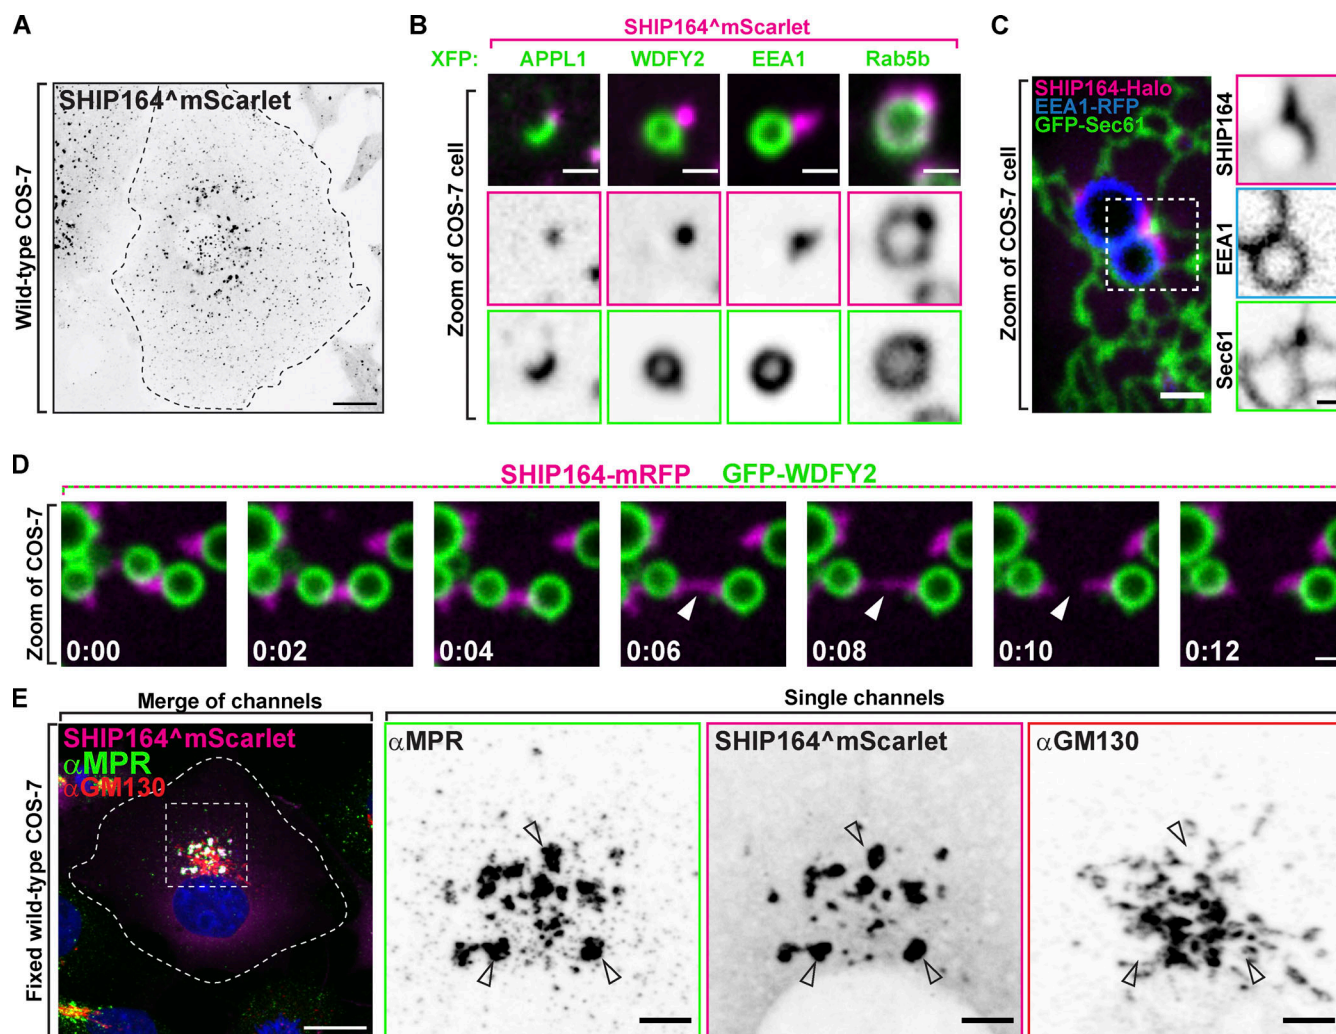 A
Wild-type COS-7
SHIP164^mScarlet
B
SHIP164^mScarlet
XFP: APPL1 WDFY2 EEA1 Rab5b
Zoom of COS-7 cell
C
Zoom of COS-7 cell
SHIP164-Halo
EEA1-RFP
GFP-Sec61
SHIP164
EEA1
Sec61
D
SHIP164-mRFP GFP-WDFY2
Zoom of COS-7
0:00 0:02 0:04 0:06 0:08 0:10 0:12
E
Merge of channels Single channels
Fixed wild-type COS-7
SHIP164^mScarlet
αMPR
αGM130
αMPR
SHIP164^mScarlet
αGM130